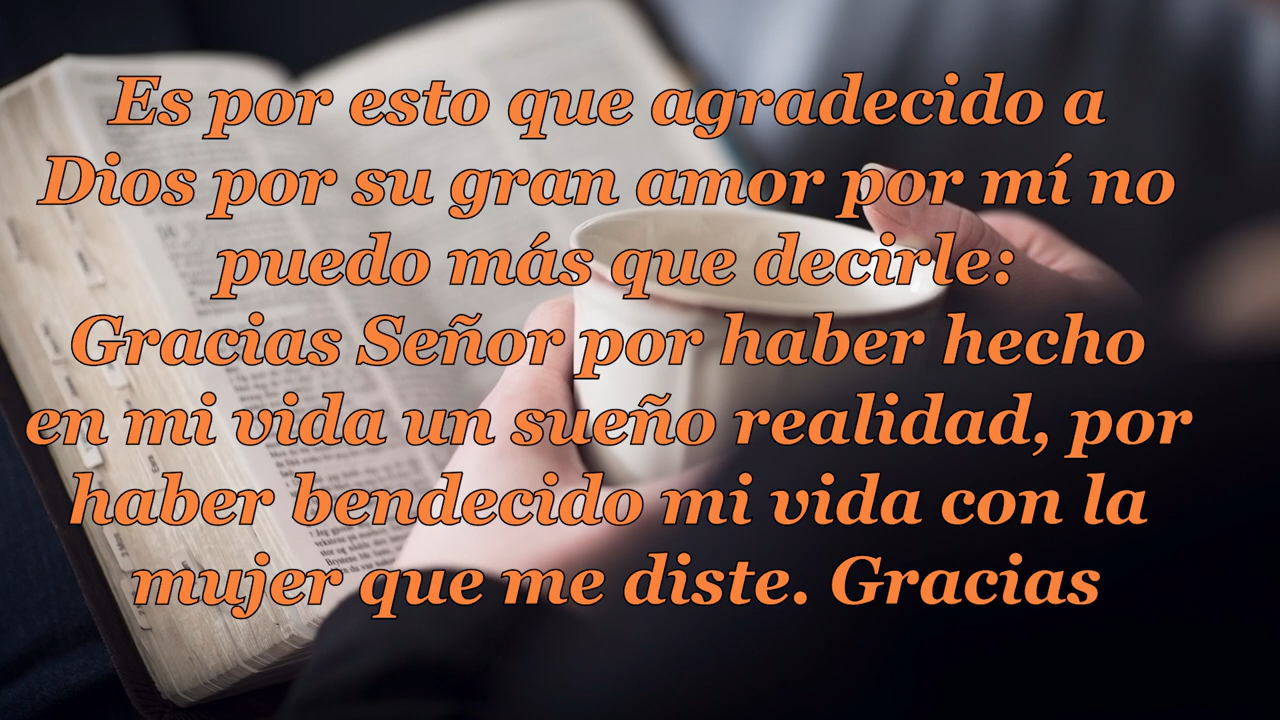 Es por esto que agradecido a
Dios por su gran amor por mí no
puedo más que decirle:
Gracias Señor por haber hecho
en mi vida un sueño realidad, por
haber bendecido mi vida con la
mujer que me diste. Gracias